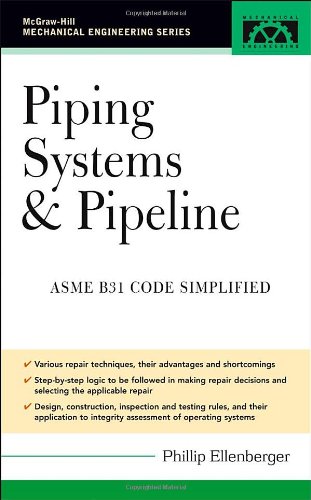 McGraw-Hill
MECHANICAL ENGINEERING SERIES
MECHANICAL
ENGINEERING
Piping
Systems
& Pipeline
ASME B31 CODE SIMPLIFIED
✓ Various repair techniques, their advantages and shortcomings
✓ Step-by-step logic to be followed in making repair decisions and
selecting the applicable repair
✓ Design, construction, inspection and testing rules, and their
application to integrity assessment of operating systems
Phillip Ellenberger